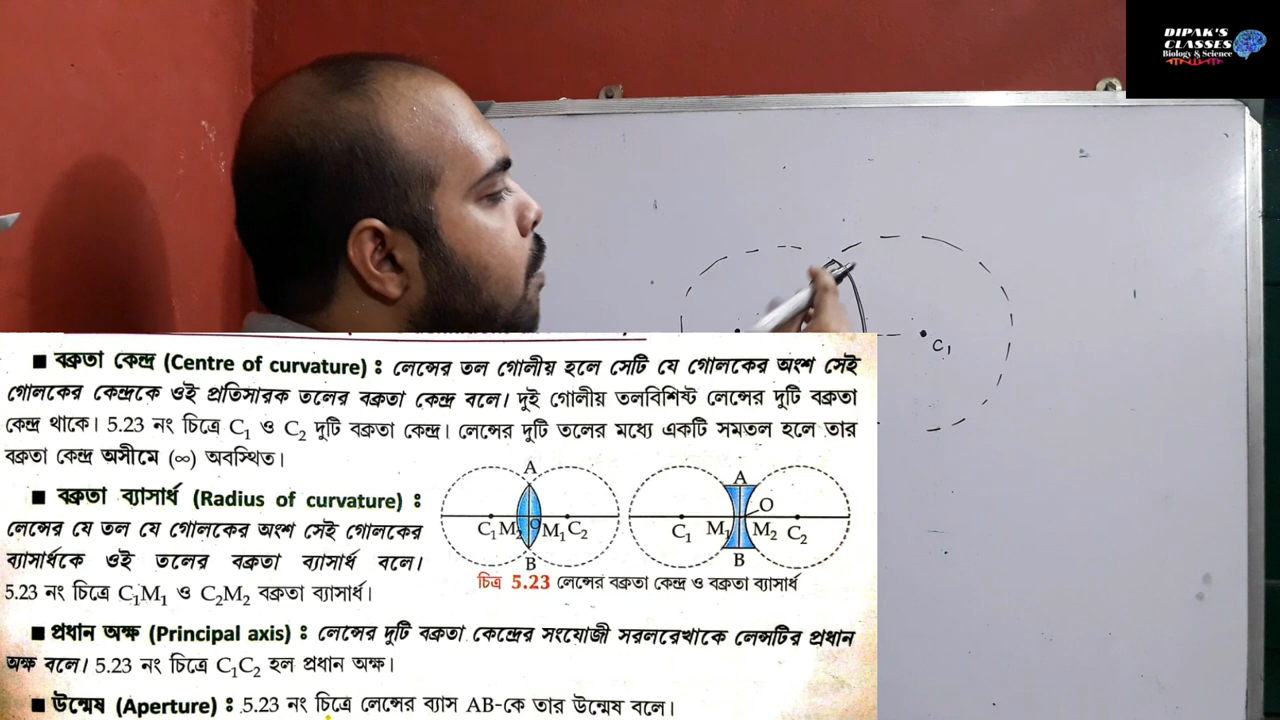 DIPAK'S
CLASSES
Biology & Science
C₁
■ বক্রতা কেন্দ্র (Centre of curvature) : লেন্সের তল গোলীয় হলে সেটি যে গোলকের অংশ সেই
গোলকের কেন্দ্রকে ওই প্রতিসারক তলের বক্রতা কেন্দ্র বলে। দুই গোলীয় তলবিশিষ্ট লেন্সের দুটি বক্রতা
কেন্দ্র থাকে। 5.23 নং চিত্রে C₁ ও C₂ দুটি বক্রতা কেন্দ্র। লেন্সের দুটি তলের মধ্যে একটি সমতল হলে তার
বক্রতা কেন্দ্র অসীমে (∞) অবস্থিত।
■ বক্রতা ব্যাসার্ধ (Radius of curvature) :
লেন্সের যে তল যে গোলকের অংশ সেই গোলকের
ব্যাসার্ধকে ওই তলের বক্রতা ব্যাসার্ধ বলে।
5.23 নং চিত্রে C₁M₁ ও C₂M₂ বক্রতা ব্যাসার্ধ।
A
C₁ M₂ O M₁ C₂
B
A
O
C₁ M₁ M₂ C₂
B
চিত্র 5.23 লেন্সের বক্রতা কেন্দ্র ও বক্রতা ব্যাসার্ধ
■ প্রধান অক্ষ (Principal axis) : লেন্সের দুটি বক্রতা কেন্দ্রের সংযোজী সরলরেখাকে লেন্সটির প্রধান
অক্ষ বলে। 5.23 নং চিত্রে C₁C₂ হল প্রধান অক্ষ।
■ উন্মেষ (Aperture) : 5.23 নং চিত্রে লেন্সের ব্যাস AB-কে তার উন্মেষ বলে।